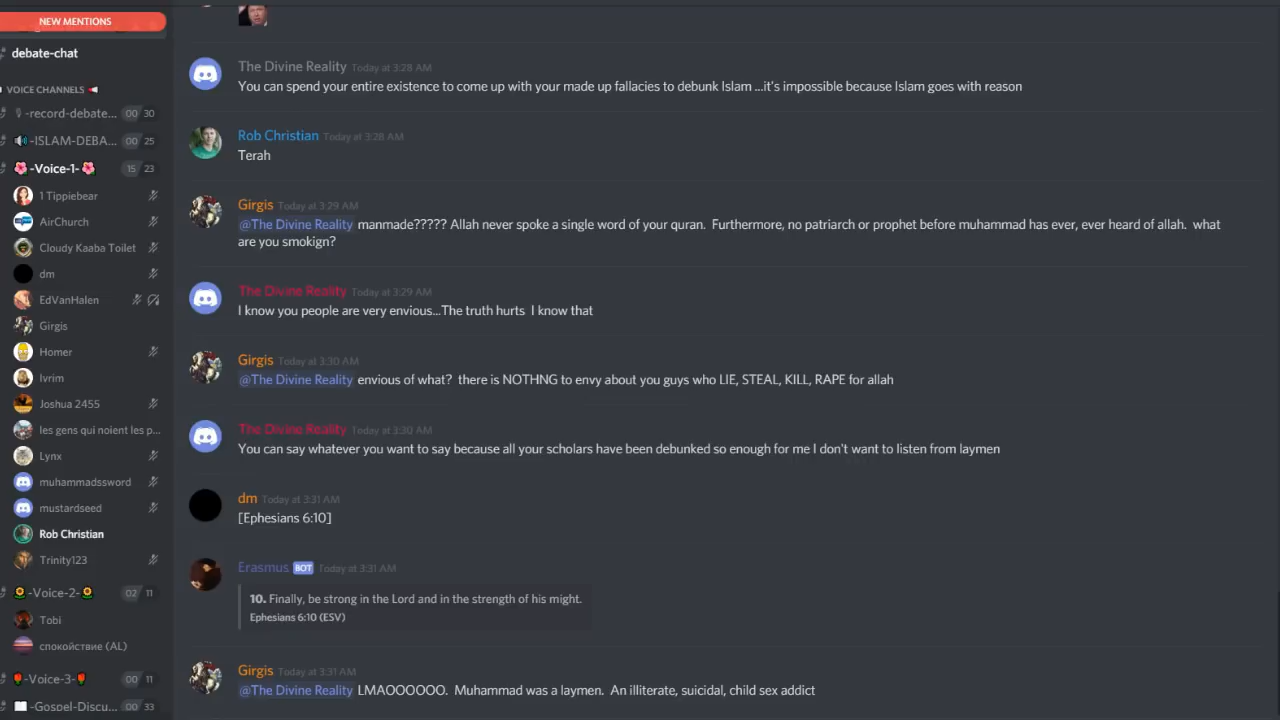 NEW MENTIONS
debate-chat
VOICE CHANNELS
-record-debate... 00 30
-ISLAM-DEBA... 00 25
-Voice-1- 15 23
1 Tippiebear
AirChurch
Cloudy Kaaba Toilet
dm
EdVanHalen
Girgis
Homer
Ivrim
Joshua 2455
les gens qui noient les p...
Lynx
muhammadssword
mustardseed
Rob Christian
Trinity123
-Voice-2- 02 11
Tobi
спокойствие (AL)
-Voice-3- 00 11
-Gospel-Discu... 00 33
The Divine Reality Today at 3:28 AM
You can spend your entire existence to come up with your made up fallacies to debunk Islam ...it's impossible because Islam goes with reason
Rob Christian Today at 3:28 AM
Terah
Girgis Today at 3:29 AM
@The Divine Reality manmade????? Allah never spoke a single word of your quran. Furthermore, no patriarch or prophet before muhammad has ever, ever heard of allah. what
are you smokign?
The Divine Reality Today at 3:29 AM
I know you people are very envious...The truth hurts I know that
Girgis Today at 3:30 AM
@The Divine Reality envious of what? there is NOTHNG to envy about you guys who LIE, STEAL, KILL, RAPE for allah
The Divine Reality Today at 3:30 AM
You can say whatever you want to say because all your scholars have been debunked so enough for me I don't want to listen from laymen
dm Today at 3:31 AM
[Ephesians 6:10]
Erasmus BOT Today at 3:31 AM
10. Finally, be strong in the Lord and in the strength of his might.
Ephesians 6:10 (ESV)
Girgis Today at 3:31 AM
@The Divine Reality LMAOOOOOO. Muhammad was a laymen. An illiterate, suicidal, child sex addict